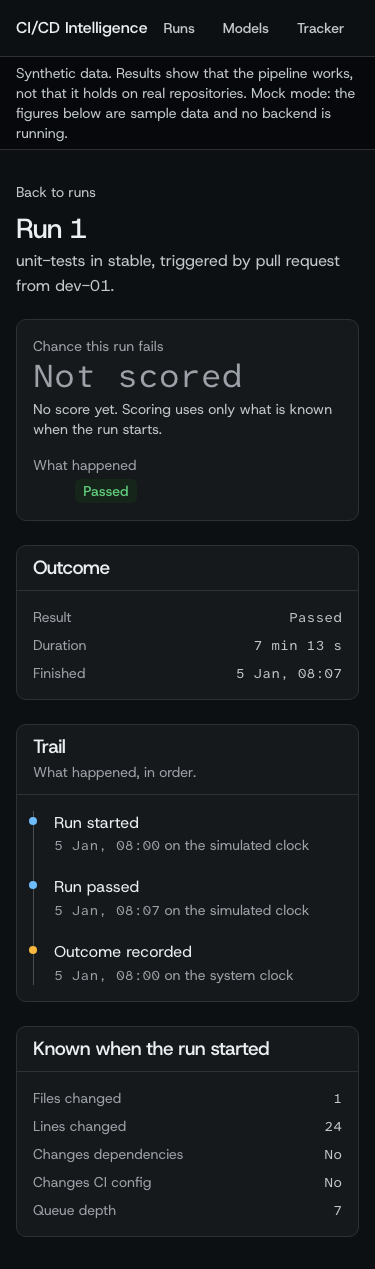 CI/CD Intelligence Runs Models Tracker
Synthetic data. Results show that the pipeline works,
not that it holds on real repositories. Mock mode: the
figures below are sample data and no backend is
running.
Back to runs
Run 1
unit-tests in stable, triggered by pull request
from dev-01.
Chance this run fails
Not scored
No score yet. Scoring uses only what is known
when the run starts.
What happened
Passed
Outcome
Result Passed
Duration 7 min 13 s
Finished 5 Jan, 08:07
Trail
What happened, in order.
Run started
5 Jan, 08:00 on the simulated clock
Run passed
5 Jan, 08:07 on the simulated clock
Outcome recorded
5 Jan, 08:00 on the system clock
Known when the run started
Files changed 1
Lines changed 24
Changes dependencies No
Changes CI config No
Queue depth 7